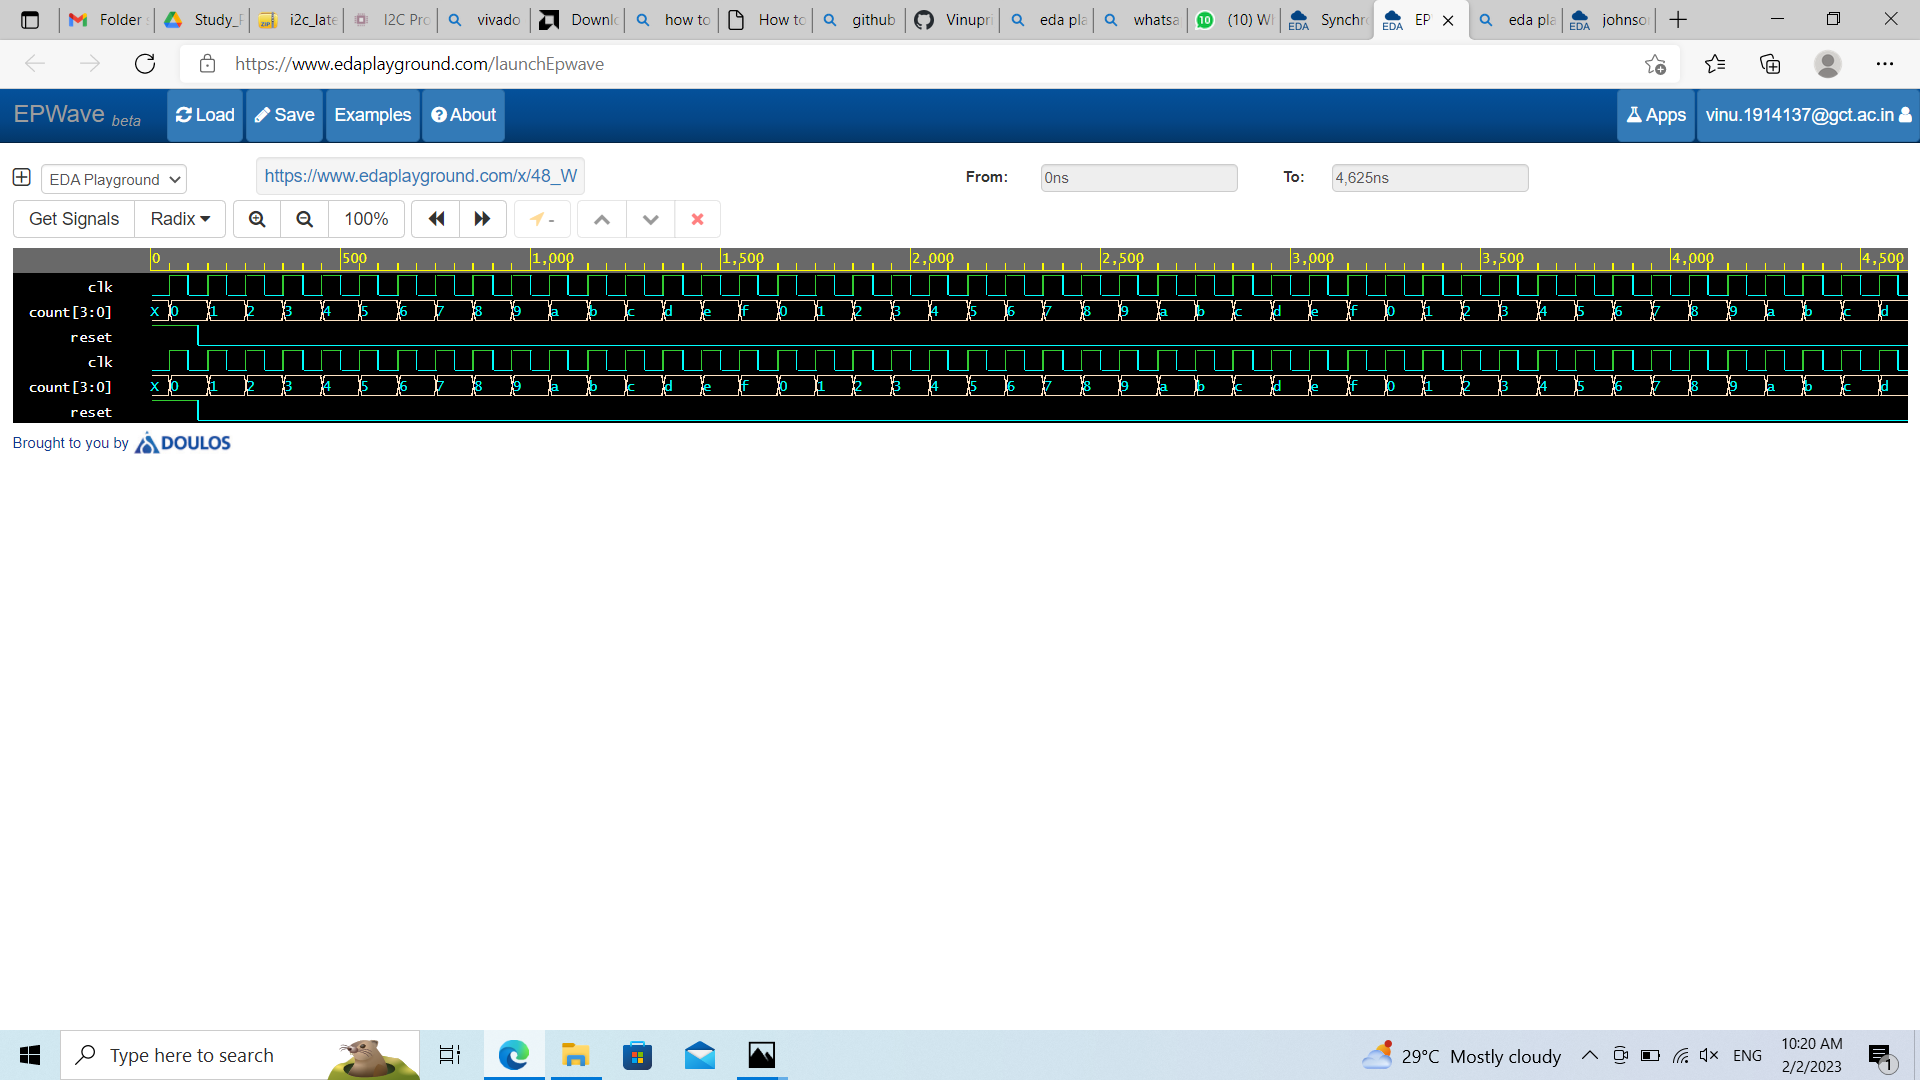 Folder Study_F i2c_late I2C Pro vivado Downlo how to How to github Vinupri eda pla whatsa (10) Wh Synchro EP eda pla johnson
https://www.edaplayground.com/launchEpwave
EPWave beta Load Save Examples About Apps vinu.1914137@gct.ac.in
EDA Playground https://www.edaplayground.com/x/48_W From: 0ns To: 4,625ns
Get Signals Radix 100% -
0 500 1,000 1,500 2,000 2,500 3,000 3,500 4,000 4,500
clk
count[3:0] X 0 1 2 3 4 5 6 7 8 9 a b c d e f 0 1 2 3 4 5 6 7 8 9 a b c d e f 0 1 2 3 4 5 6 7 8 9 a b c d
reset
clk
count[3:0] X 0 1 2 3 4 5 6 7 8 9 a b c d e f 0 1 2 3 4 5 6 7 8 9 a b c d e f 0 1 2 3 4 5 6 7 8 9 a b c d
reset
Brought to you by DOULOS
Type here to search 29°C Mostly cloudy ENG 10:20 AM
2/2/2023 1